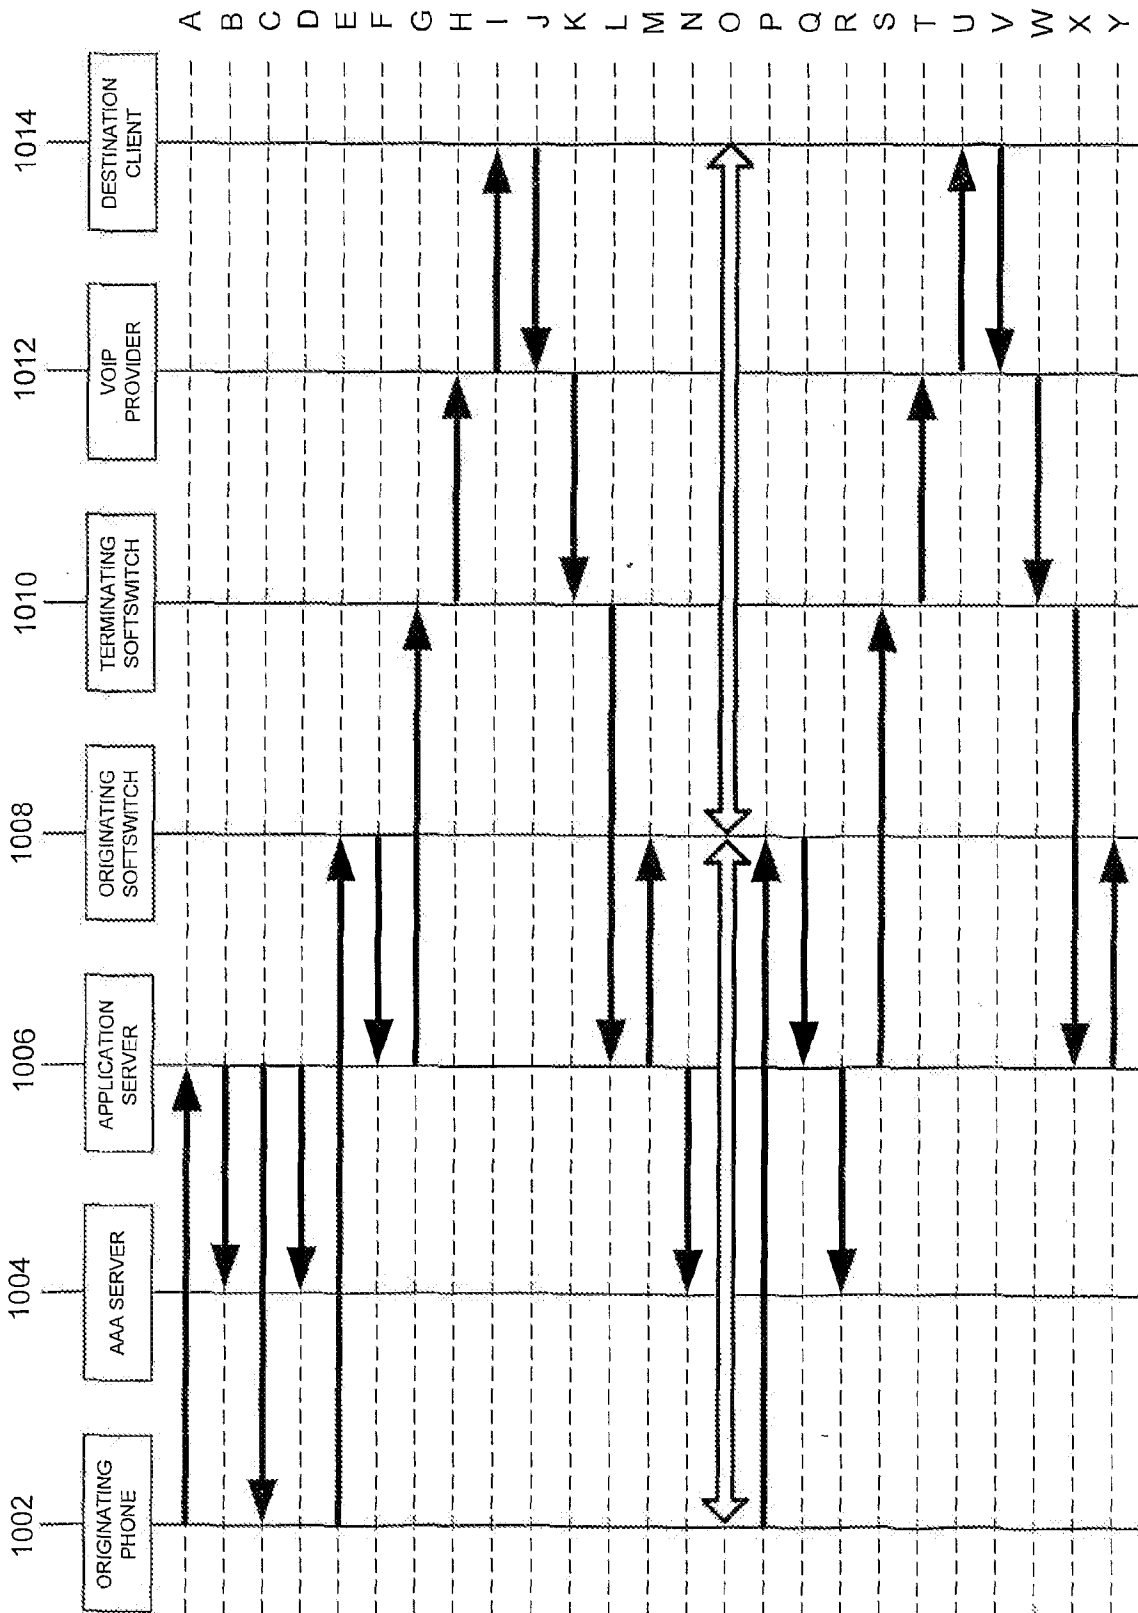 1002
1004
1006
1008
1010
1012
1014
ORIGINATING
PHONE
AAA SERVER
APPLICATION
SERVER
ORIGINATING
SOFTSWITCH
TERMINATING
SOFTSWITCH
VOIP
PROVIDER
DESTINATION
CLIENT
A
B
C
D
E
F
G
H
I
J
K
L
M
N
O
P
Q
R
S
T
U
V
W
X
Y